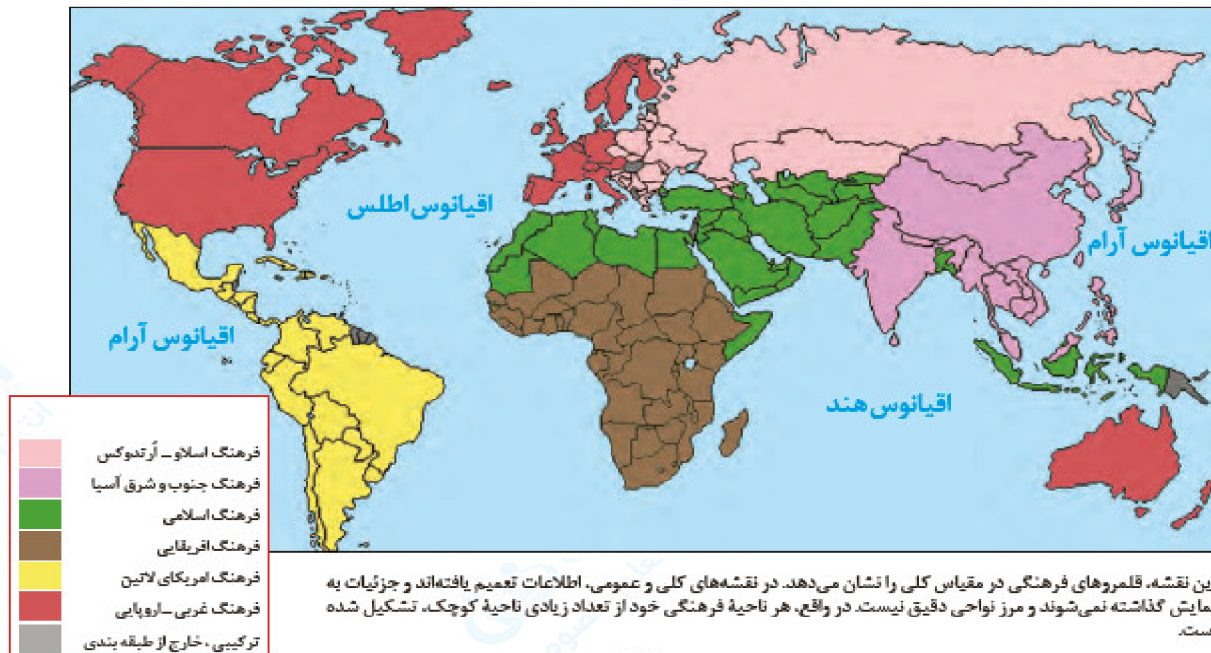 اقیانوس اطلس
اقیانوس آرام
اقیانوس آرام
اقیانوس هند
فرهنگ اسلاو ــ اُرتدوکس
فرهنگ جنوب و شرق آسیا
فرهنگ اسلامی
فرهنگ افریقایی
فرهنگ امریکای لاتین
فرهنگ غربی ــ اروپایی
ترکیبی، خارج از طبقه بندی
ین نقشه، قلمروهای فرهنگی در مقیاس کلی را نشان می‌دهد. در نقشه‌های کلی و عمومی، اطلاعات تعمیم یافته‌اند و جزئیات به
مایش گذاشته نمی‌شوند و مرز نواحی دقیق نیست. در واقع، هر ناحیهٔ فرهنگی خود از تعداد زیادی ناحیهٔ کوچک، تشکیل شده
ست.